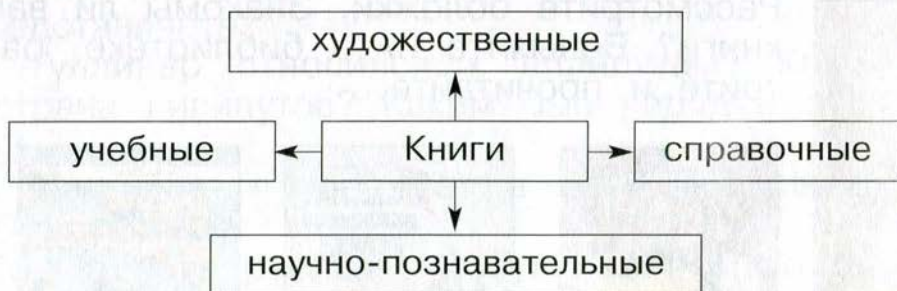 художественные
учебные
Книги
справочные
научно-познавательные